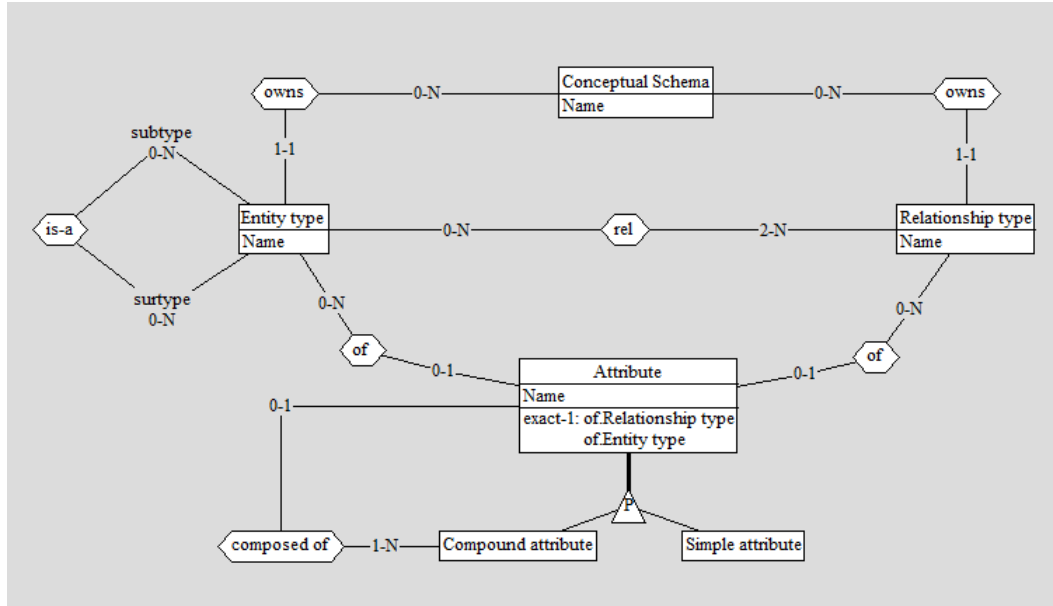 owns
0-N
Conceptual Schema
Name
0-N
owns
subtype
0-N
1-1
1-1
is-a
Entity type
Name
0-N
rel
2-N
Relationship type
Name
surtype
0-N
0-N
0-N
of
of
0-1
0-1
Attribute
Name
exact-1: of.Relationship type
of.Entity type
0-1
P
composed of
1-N
Compound attribute
Simple attribute